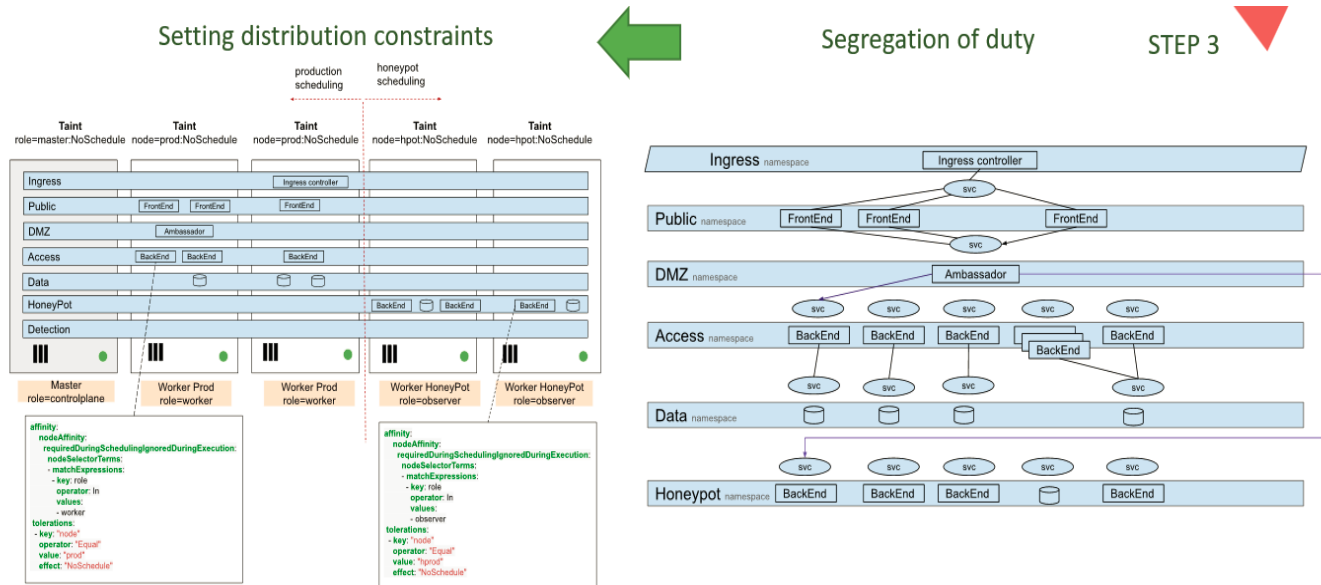 Setting distribution constraints
Segregation of duty
STEP 3
production
scheduling
honeypot
scheduling
Taint
role=master:NoSchedule
Taint
node=prod:NoSchedule
Taint
node=prod:NoSchedule
Taint
node=hpot:NoSchedule
Taint
node=hpot:NoSchedule
Ingress
Ingress controller
Public
FrontEnd
FrontEnd
FrontEnd
DMZ
Ambassador
Access
BackEnd
BackEnd
BackEnd
Data
HoneyPot
BackEnd
BackEnd
BackEnd
Detection
Master
role=controlplane
Worker Prod
role=worker
Worker Prod
role=worker
Worker HoneyPot
role=observer
Worker HoneyPot
role=observer
affinity:
nodeAffinity:
requiredDuringSchedulingIgnoredDuringExecution:
nodeSelectorTerms:
- matchExpressions:
- key: role
operator: In
values:
- worker
tolerations:
- key: "node"
operator: "Equal"
value: "prod"
effect: "NoSchedule"
affinity:
nodeAffinity:
requiredDuringSchedulingIgnoredDuringExecution:
nodeSelectorTerms:
- matchExpressions:
- key: role
operator: In
values:
- observer
tolerations:
- key: "node"
operator: "Equal"
value: "hprod"
effect: "NoSchedule"
Ingress namespace
Ingress controller
svc
Public namespace
FrontEnd
FrontEnd
FrontEnd
svc
DMZ namespace
Ambassador
svc
svc
svc
svc
svc
Access namespace
BackEnd
BackEnd
BackEnd
BackEnd
BackEnd
svc
svc
svc
svc
Data namespace
svc
svc
svc
svc
svc
Honeypot namespace
BackEnd
BackEnd
BackEnd
BackEnd